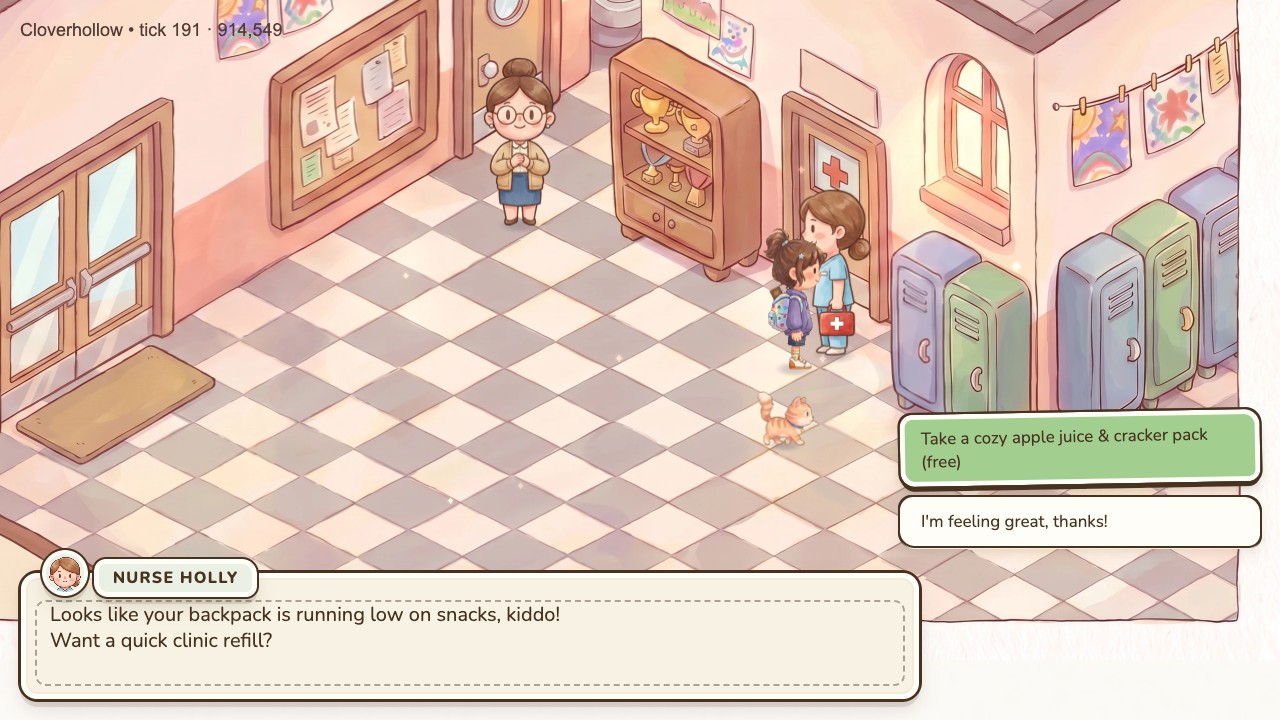 Cloverhollow • tick 191 · 914,549
Take a cozy apple juice & cracker pack
(free)
I'm feeling great, thanks!
NURSE HOLLY
Looks like your backpack is running low on snacks, kiddo!
Want a quick clinic refill?